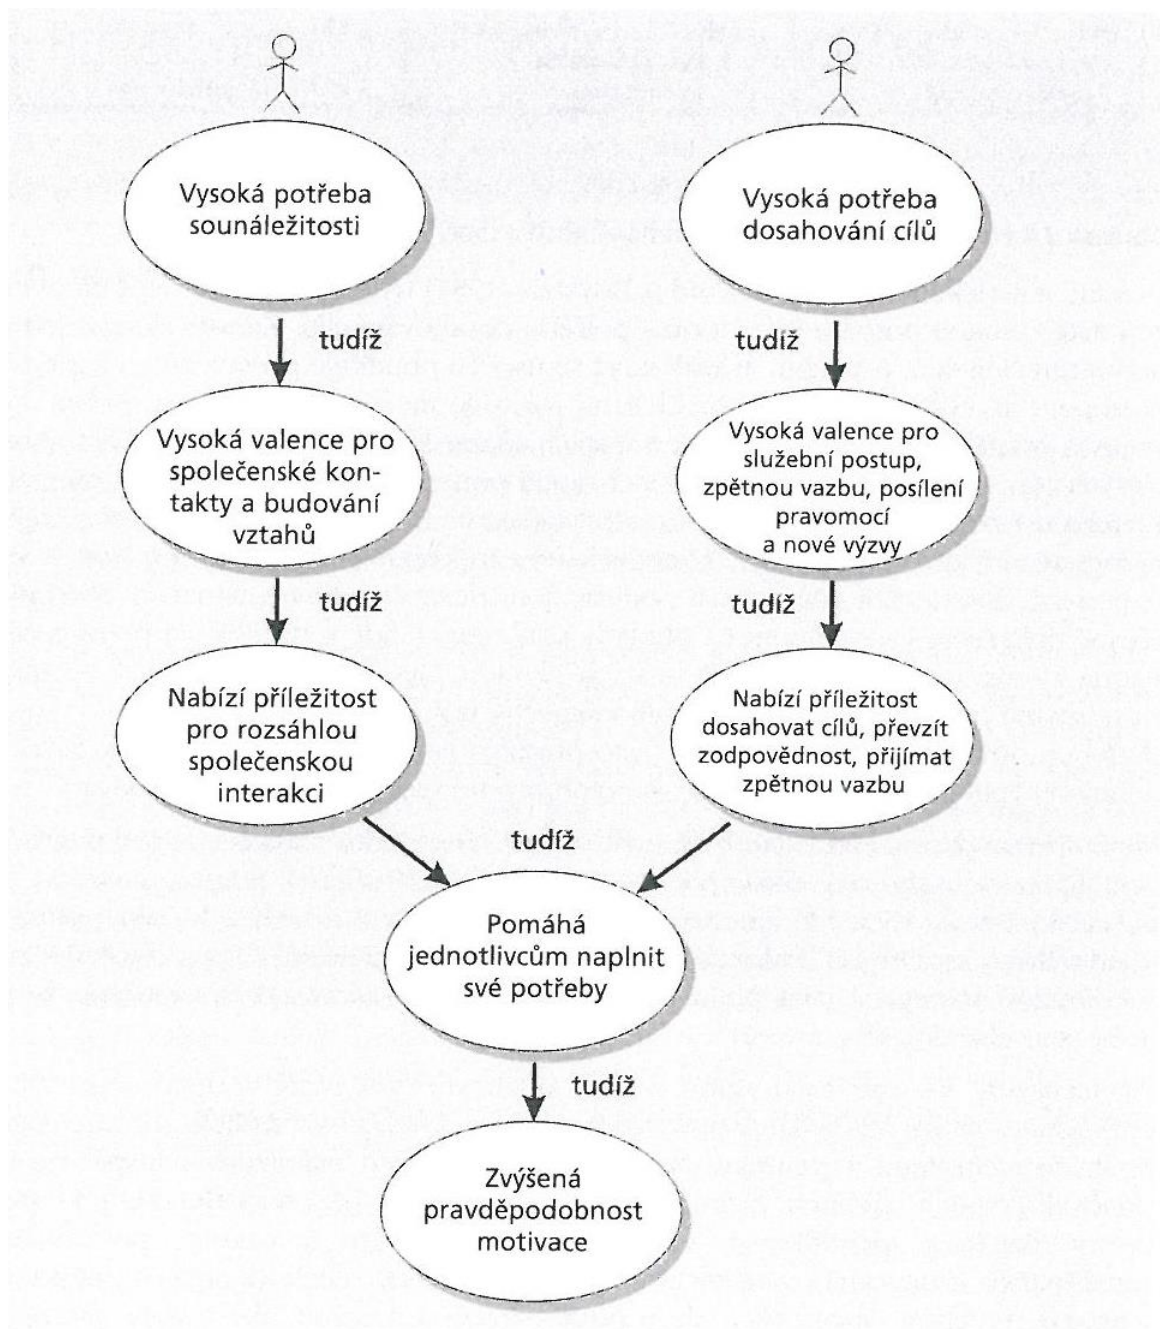 Vysoká potřeba
sounáležitosti
Vysoká potřeba
dosahování cílů
tudíž
tudíž
Vysoká valence pro
společenské kon-
takty a budování
vztahů
Vysoká valence pro
služební postup,
zpětnou vazbu, posílení
pravomocí
a nové výzvy
tudíž
tudíž
Nabízí příležitost
pro rozsáhlou
společenskou
interakci
Nabízí příležitost
dosahovat cílů, převzít
zodpovědnost, přijímat
zpětnou vazbu
tudíž
Pomáhá
jednotlivcům naplnit
své potřeby
tudíž
Zvýšená
pravděpodobnost
motivace